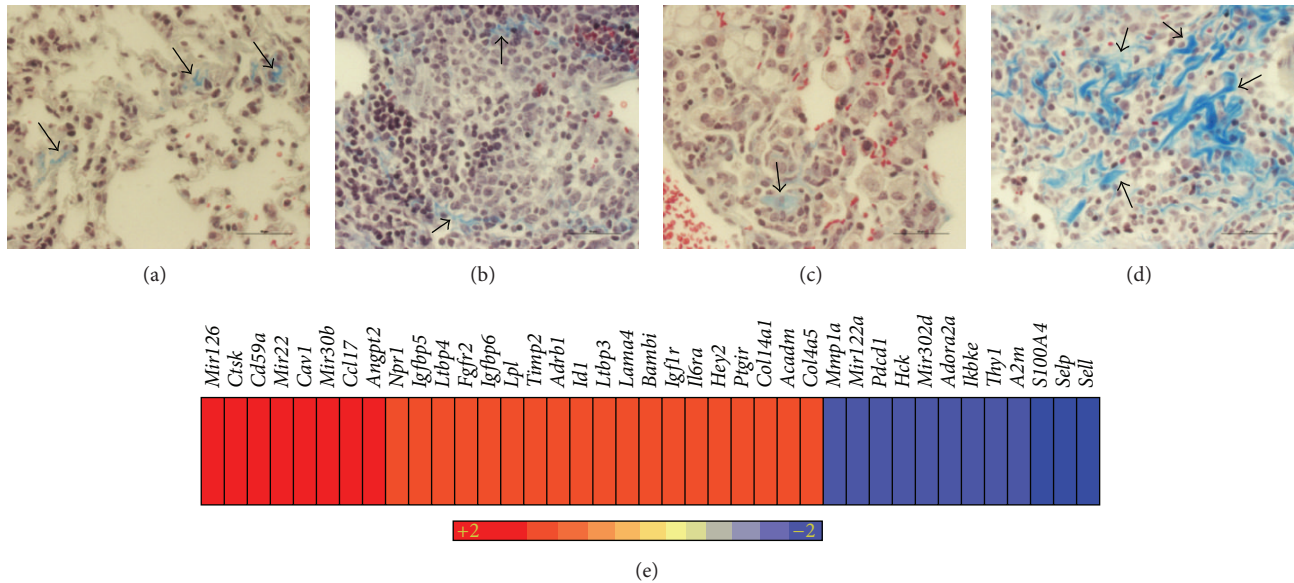 (a)
(b)
(c)
(d)
Mir126
Ctsk
Cd59a
Mir22
Cav1
Mir30b
Ccl17
Angpt2
Npr1
Igfbp5
Ltbp4
Fgfr2
Igfbp6
Lpl
Timp2
Adrb1
Id1
Ltbp3
Lama4
Bambi
Igf1r
Il6ra
Hey2
Ptgir
Col14a1
Acadm
Col4a5
Mmp1a
Mir122a
Pdcd1
Hck
Mir302d
Adora2a
Ikbke
Thy1
A2m
S100A4
Selp
Sell
+2
−2
(e)